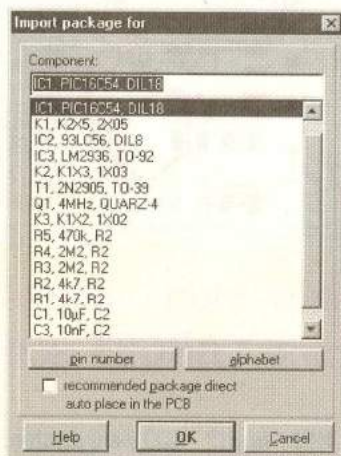 Import package for
Component:
IC1, PIC16C54, DIL18
IC1, PIC16C54, DIL18
K1, K2X5, 2X05
IC2, 93LC56, DIL8
IC3, LM2936, TO-92
K2, K1X3, 1X03
T1, 2N2905, TO-39
Q1, 4MHz, QUARZ-4
K3, K1X2, 1X02
R5, 470k, R2
R4, 2M2, R2
R3, 2M2, R2
R2, 4k7, R2
R1, 4k7, R2
C1, 10µF, C2
C3, 10nF, C2
pin number
alphabet
recommended package direct
auto place in the PCB
Help
OK
Cancel